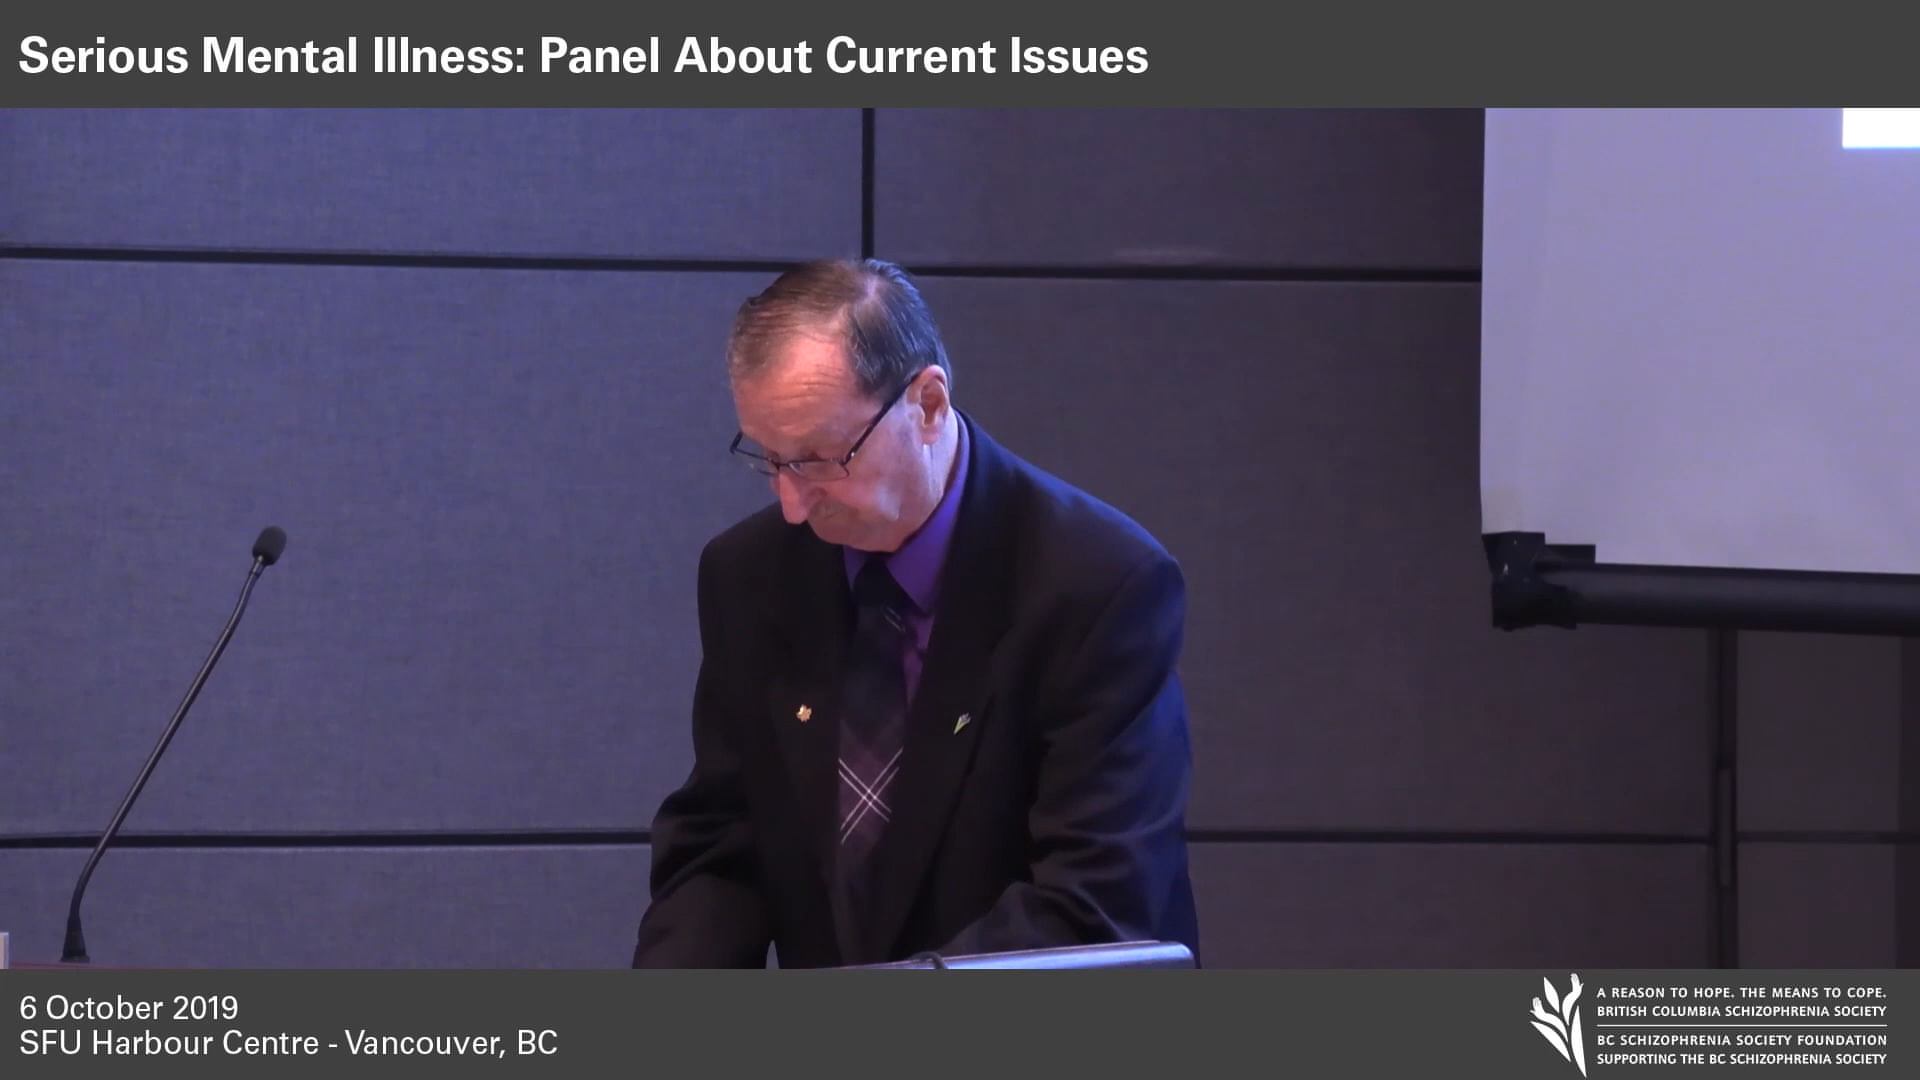 Serious Mental Illness: Panel About Current Issues
6 October 2019
SFU Harbour Centre - Vancouver, BC
A REASON TO HOPE. THE MEANS TO COPE.
BRITISH COLUMBIA SCHIZOPHRENIA SOCIETY
BC SCHIZOPHRENIA SOCIETY FOUNDATION
SUPPORTING THE BC SCHIZOPHRENIA SOCIETY